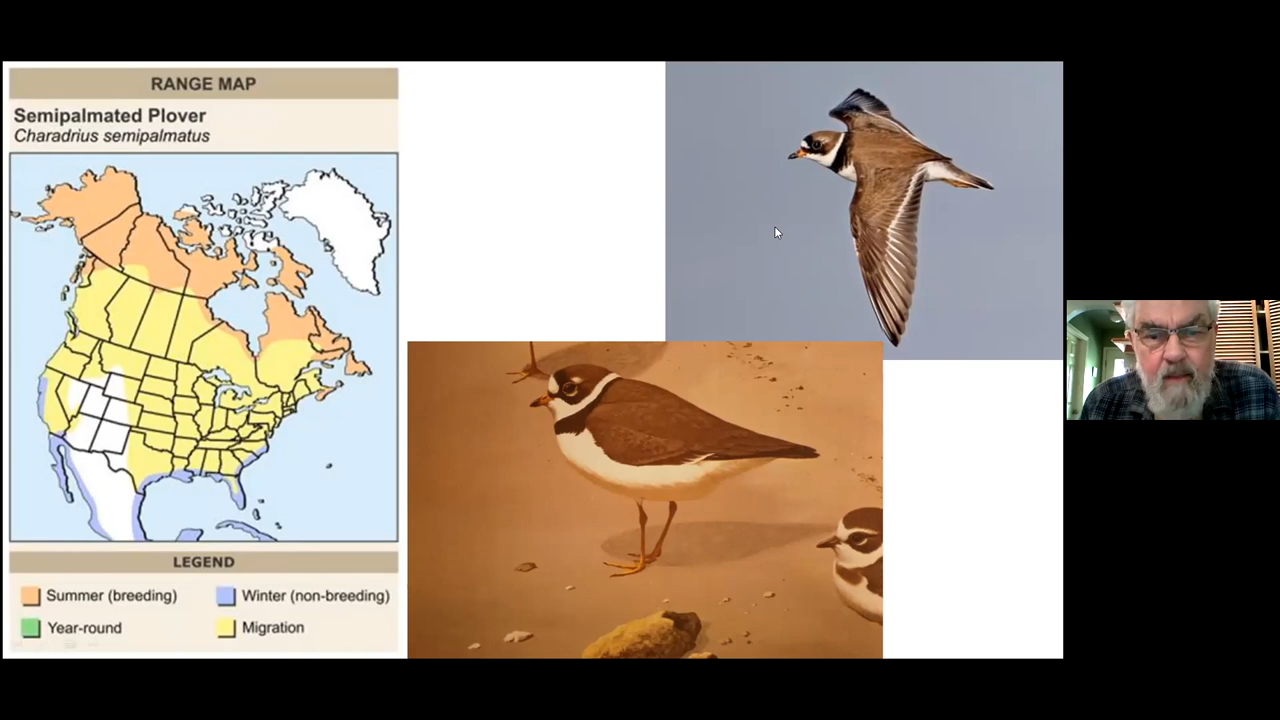 RANGE MAP
Semipalmated Plover
Charadrius semipalmatus
LEGEND
Summer (breeding)
Winter (non-breeding)
Year-round
Migration